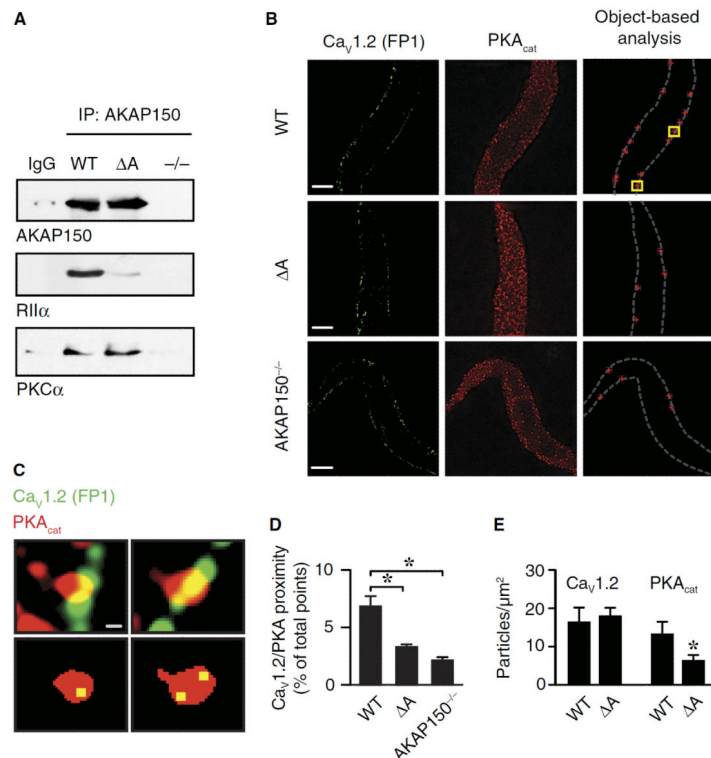 A
IP: AKAP150
IgG WT ΔA –/–
AKAP150
RIIα
PKCα
B
CaV1.2 (FP1) PKAcat Object-based
analysis
WT
ΔA
AKAP150–/–
C
CaV1.2 (FP1)
PKAcat
D
CaV1.2/PKA proximity
(% of total points)
10
5
0
* *
WT ΔA AKAP150–/–
E
Particles/µm2
40
30
20
10
0
CaV1.2 PKAcat
*
WT ΔA WT ΔA